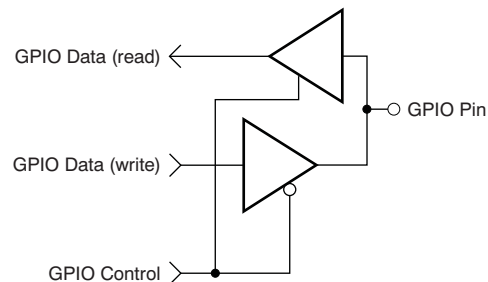 GPIO Data (read)
GPIO Pin
GPIO Data (write)
GPIO Control